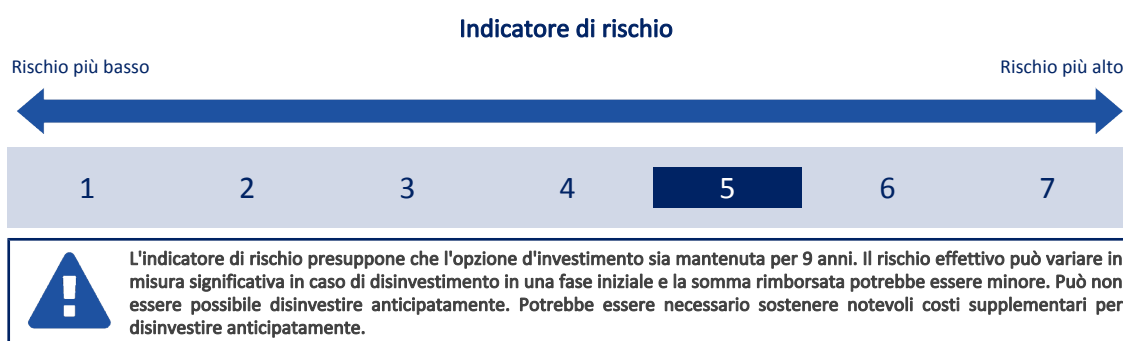 Indicatore di rischio
Rischio più basso
Rischio più alto
1 2 3 4 5 6 7
L'indicatore di rischio presuppone che l'opzione d'investimento sia mantenuta per 9 anni. Il rischio effettivo può variare in
misura significativa in caso di disinvestimento in una fase iniziale e la somma rimborsata potrebbe essere minore. Può non
essere possibile disinvestire anticipatamente. Potrebbe essere necessario sostenere notevoli costi supplementari per
disinvestire anticipatamente.